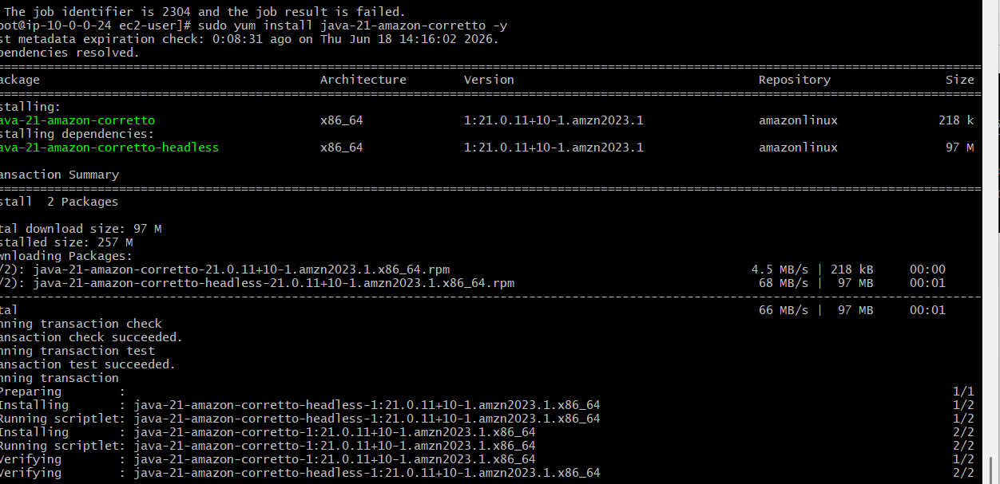 The job identifier is 2304 and the job result is failed.
oot@ip-10-0-0-24 ec2-user]# sudo yum install java-21-amazon-corretto -y
st metadata expiration check: 0:08:31 ago on Thu Jun 18 14:16:02 2026.
pendencies resolved.
ackage Architecture Version Repository Size
stalling:
ava-21-amazon-corretto x86_64 1:21.0.11+10-1.amzn2023.1 amazonlinux 218 k
stalling dependencies:
ava-21-amazon-corretto-headless x86_64 1:21.0.11+10-1.amzn2023.1 amazonlinux 97 M
ansaction Summary
stall 2 Packages
tal download size: 97 M
stalled size: 257 M
wnloading Packages:
/2): java-21-amazon-corretto-21.0.11+10-1.amzn2023.1.x86_64.rpm 4.5 MB/s | 218 kB 00:00
/2): java-21-amazon-corretto-headless-21.0.11+10-1.amzn2023.1.x86_64.rpm 68 MB/s | 97 MB 00:01
tal 66 MB/s | 97 MB 00:01
nning transaction check
ansaction check succeeded.
nning transaction test
ansaction test succeeded.
nning transaction
Preparing : 1/1
Installing : java-21-amazon-corretto-headless-1:21.0.11+10-1.amzn2023.1.x86_64 1/2
Running scriptlet: java-21-amazon-corretto-headless-1:21.0.11+10-1.amzn2023.1.x86_64 1/2
Installing : java-21-amazon-corretto-1:21.0.11+10-1.amzn2023.1.x86_64 2/2
Running scriptlet: java-21-amazon-corretto-1:21.0.11+10-1.amzn2023.1.x86_64 2/2
Verifying : java-21-amazon-corretto-1:21.0.11+10-1.amzn2023.1.x86_64 1/2
Verifying : java-21-amazon-corretto-headless-1:21.0.11+10-1.amzn2023.1.x86_64 2/2